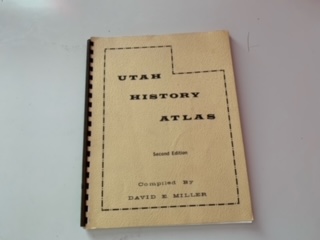 UTAH
HISTORY
ATLAS
Second Edition
Compiled By
DAVID E MILLER